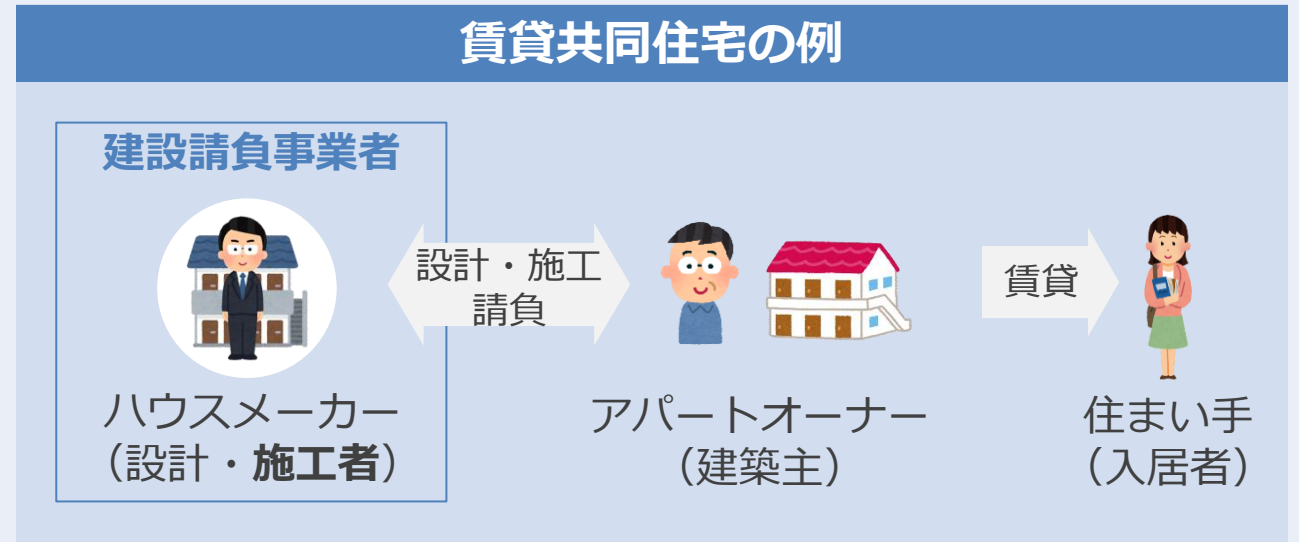 賃貸共同住宅の例
建設請負事業者
設計・施工
請負
賃貸
ハウスメーカー
（設計・施工者）
アパートオーナー
（建築主）
住まい手
（入居者）